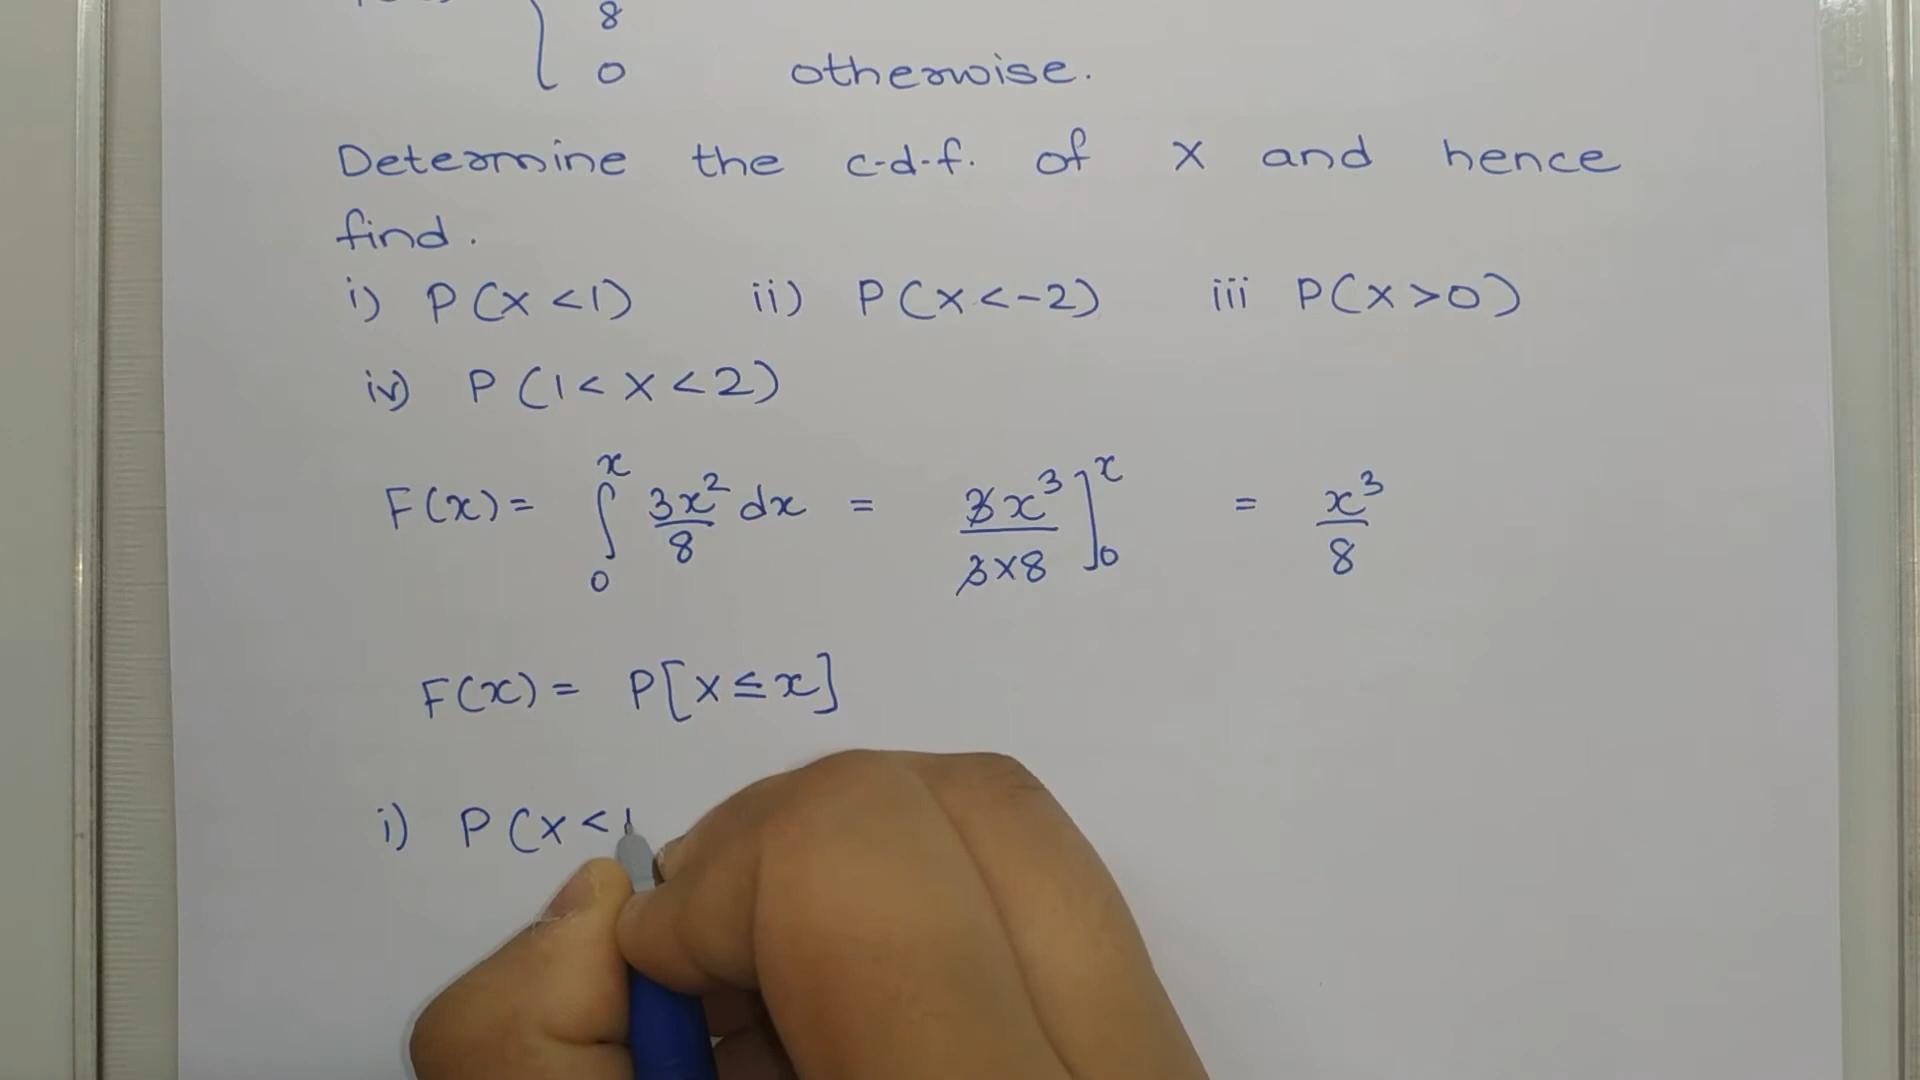 8
0 otherwise.
Determine the c-d-f. of X and hence
find.
i) P(X<1) ii) P(X<-2) iii P(X>0)
iv) P(1<X<2)
F(x) = ∫₀ˣ 3x²/8 dx = 3x³/3×8]₀ˣ = x³/8
F(x) = P[X≤x]
i) P(X<1